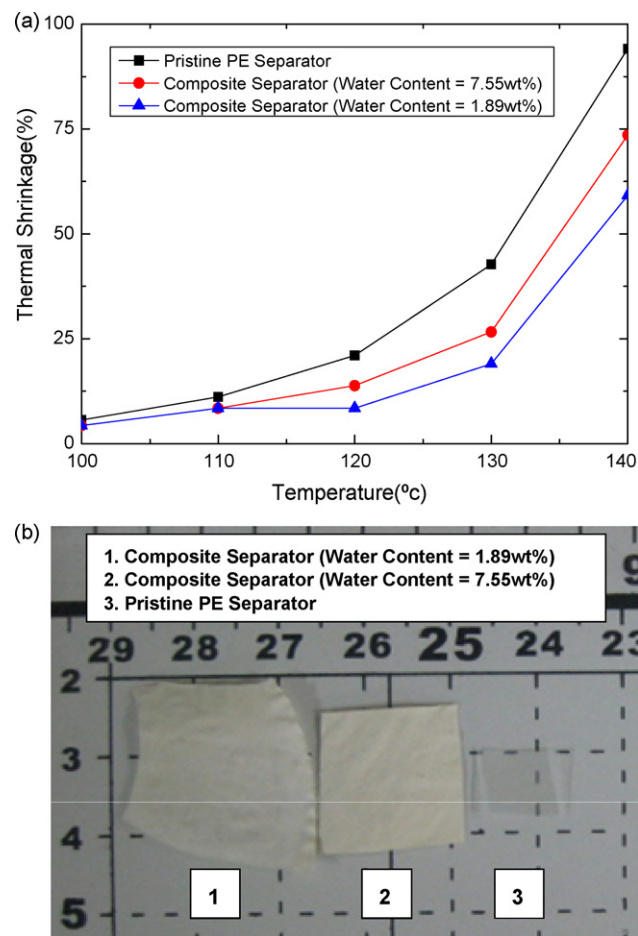 (a)
100
75
50
25
0
Thermal Shrinkage(%)
Pristine PE Separator
Composite Separator (Water Content = 7.55wt%)
Composite Separator (Water Content = 1.89wt%)
100 110 120 130 140
Temperature(ºc)
(b)
1. Composite Separator (Water Content = 1.89wt%)
2. Composite Separator (Water Content = 7.55wt%)
3. Pristine PE Separator
9
29 28 27 26 25 24 23
2
3
4
5
1 2 3